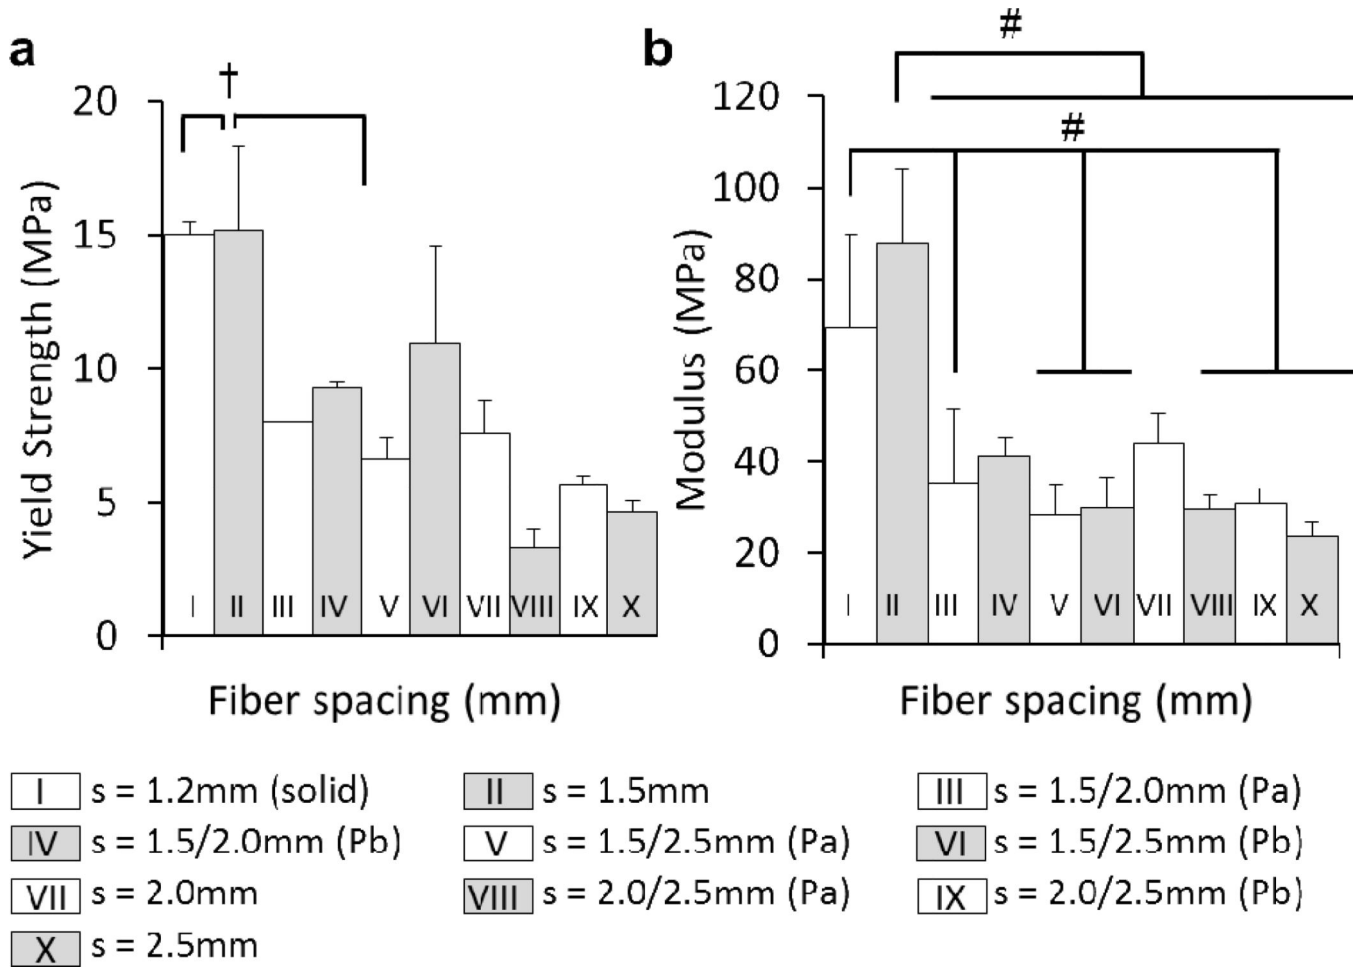 a
†
20
15
10
5
0
Yield Strength (MPa)
I II III IV V VI VII VIII IX X
Fiber spacing (mm)
b
#
#
120
100
80
60
40
20
0
Modulus (MPa)
I II III IV V VI VII VIII IX X
Fiber spacing (mm)
I s = 1.2mm (solid)
II s = 1.5mm
III s = 1.5/2.0mm (Pa)
IV s = 1.5/2.0mm (Pb)
V s = 1.5/2.5mm (Pa)
VI s = 1.5/2.5mm (Pb)
VII s = 2.0mm
VIII s = 2.0/2.5mm (Pa)
IX s = 2.0/2.5mm (Pb)
X s = 2.5mm